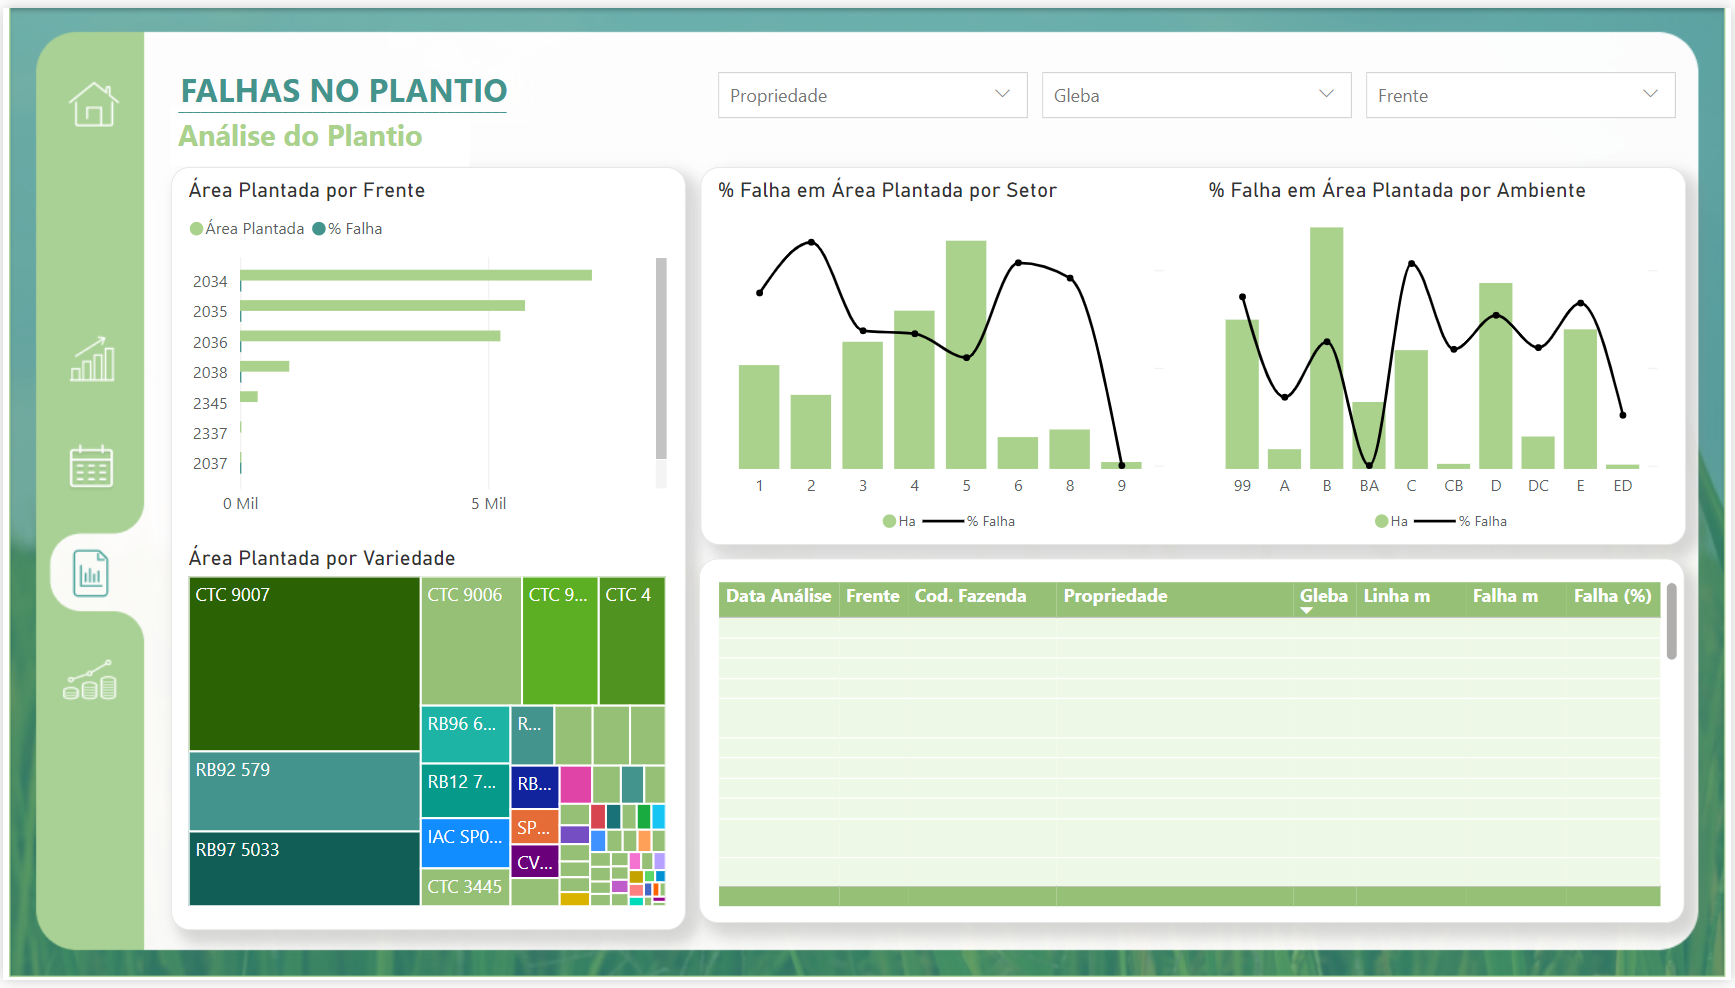 FALHAS NO PLANTIO
Análise do Plantio
Propriedade
Gleba
Frente
Área Plantada por Frente
Área Plantada % Falha
2034
2035
2036
2038
2345
2337
2037
0 Mil 5 Mil
Área Plantada por Variedade
CTC 9007
CTC 9006
CTC 9...
CTC 4
RB92 579
RB97 5033
RB96 6...
R...
RB12 7...
RB...
IAC SP0...
SP...
CV...
CTC 3445
% Falha em Área Plantada por Setor
1 2 3 4 5 6 8 9
Ha % Falha
% Falha em Área Plantada por Ambiente
99 A B BA C CB D DC E ED
Ha % Falha
Data Análise Frente Cod. Fazenda Propriedade Gleba Linha m Falha m Falha (%)